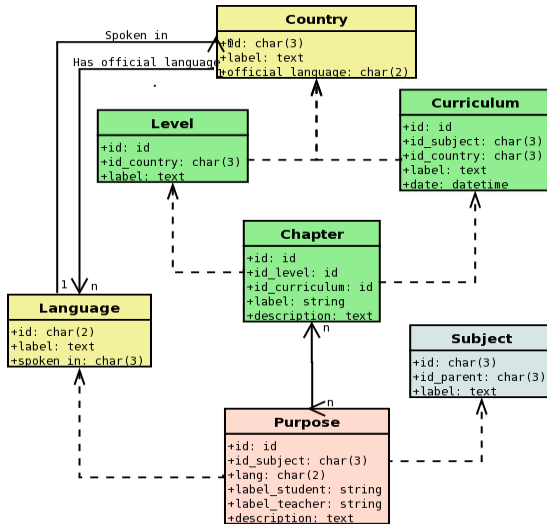 Country
+id: char(3)
+label: text
+official language: char(2)
Spoken in
Has official language
.
1
n
Level
+id: id
+id_country: char(3)
+label: text
Curriculum
+id: id
+id_subject: char(3)
+id_country: char(3)
+label: text
+date: datetime
Chapter
+id: id
+id_level: id
+id_curriculum: id
+label: string
+description: text
n
n
Language
+id: char(2)
+label: text
+spoken in: char(3)
Subject
+id: char(3)
+id_parent: char(3)
+label: text
Purpose
+id: id
+id_subject: char(3)
+lang: char(2)
+label_student: string
+label_teacher: string
+description: text